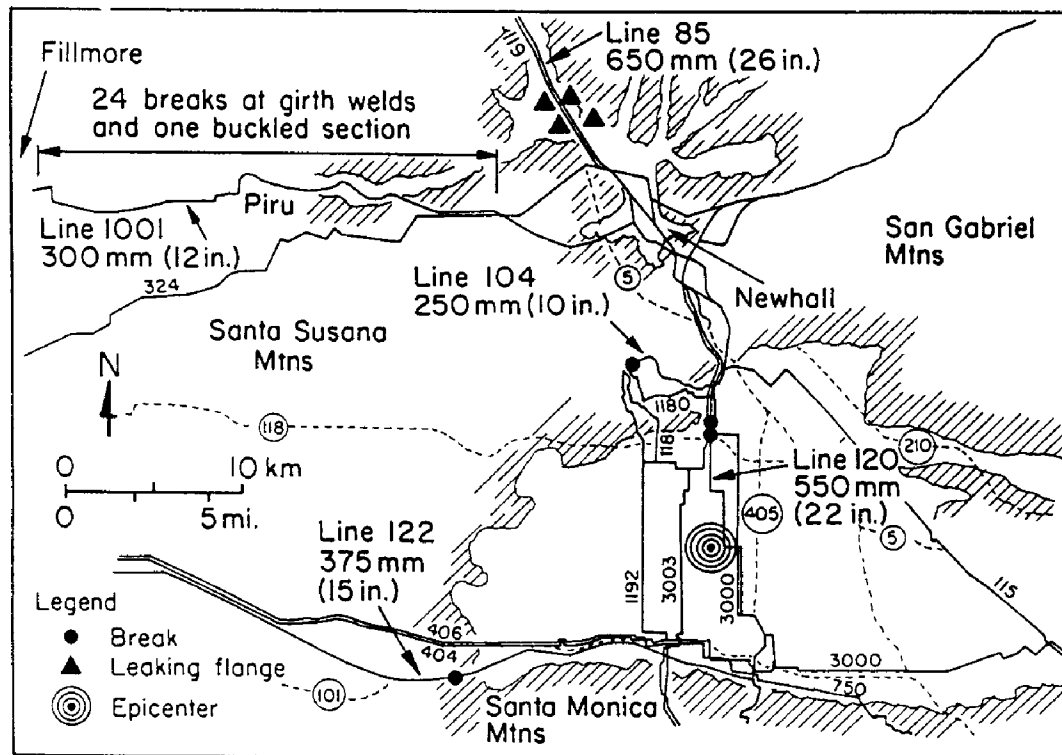 Fillmore
24 breaks at girth welds
and one buckled section
119
Line 85
650 mm (26 in.)
Piru
Line 1001
300 mm (12 in.)
324
Line 104
250 mm (10 in.)
5
Newhall
San Gabriel
Mtns
Santa Susana
Mtns
N
118
1180
1181
210
0 10 km
0 5 mi.
Line 120
550 mm
(22 in.)
405
5
Line 122
375 mm
(15 in.)
1192
3003
3000
115
Legend
Break
Leaking flange
Epicenter
406
404
101
3000
750
Santa Monica
Mtns